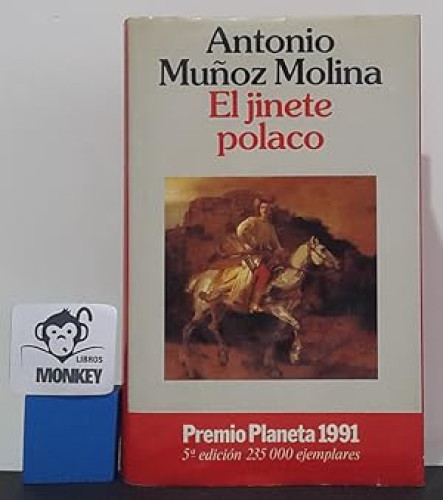 Antonio
Muñoz Molina
El jinete
polaco
LIBROS
MONKEY
Premio Planeta 1991
5ª edición 235 000 ejemplares